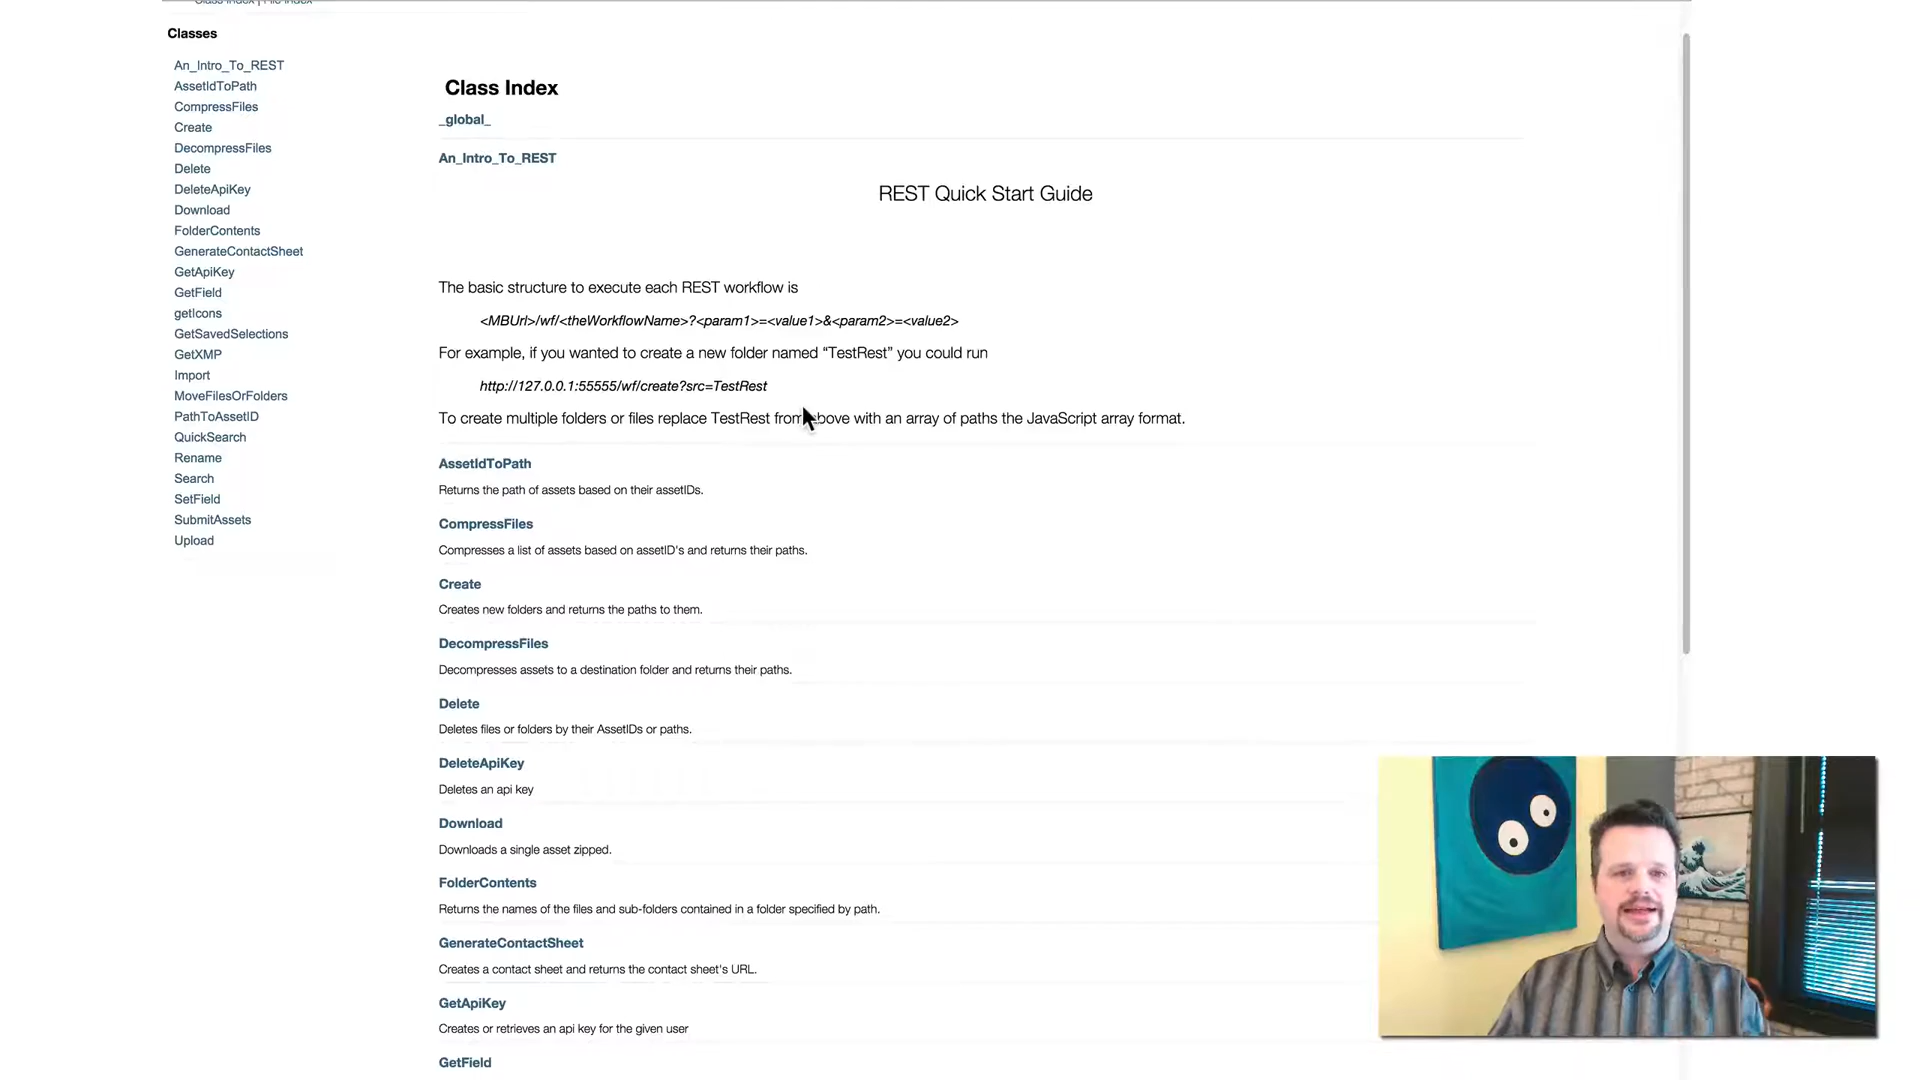 Class Index | File Index
Classes
An_Intro_To_REST
AssetIdToPath
CompressFiles
Create
DecompressFiles
Delete
DeleteApiKey
Download
FolderContents
GenerateContactSheet
GetApiKey
GetField
getIcons
GetSavedSelections
GetXMP
Import
MoveFilesOrFolders
PathToAssetID
QuickSearch
Rename
Search
SetField
SubmitAssets
Upload
Class Index
_global_
An_Intro_To_REST
REST Quick Start Guide
The basic structure to execute each REST workflow is
<MBUrl>/wf/<theWorkflowName>?<param1>=<value1>&<param2>=<value2>
For example, if you wanted to create a new folder named “TestRest” you could run
http://127.0.0.1:55555/wf/create?src=TestRest
To create multiple folders or files replace TestRest from above with an array of paths the JavaScript array format.
AssetIdToPath
Returns the path of assets based on their assetIDs.
CompressFiles
Compresses a list of assets based on assetID's and returns their paths.
Create
Creates new folders and returns the paths to them.
DecompressFiles
Decompresses assets to a destination folder and returns their paths.
Delete
Deletes files or folders by their AssetIDs or paths.
DeleteApiKey
Deletes an api key
Download
Downloads a single asset zipped.
FolderContents
Returns the names of the files and sub-folders contained in a folder specified by path.
GenerateContactSheet
Creates a contact sheet and returns the contact sheet's URL.
GetApiKey
Creates or retrieves an api key for the given user
GetField